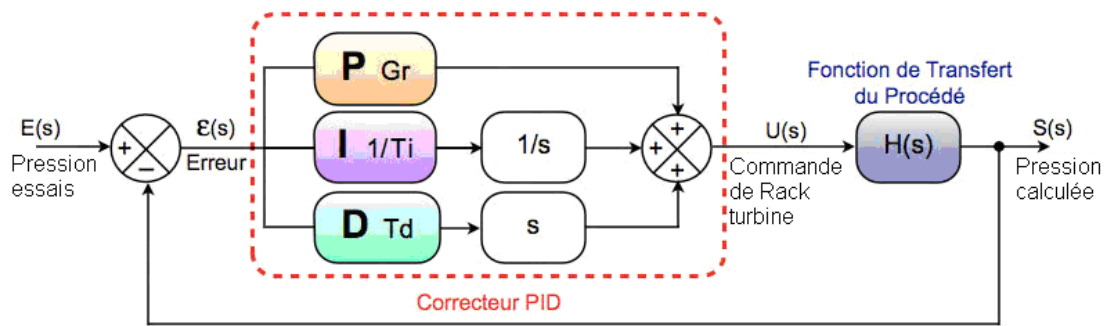 E(s)
Pression
essais
+
−
ε(s)
Erreur
P Gr
I 1/Ti
1/s
D Td
s
+
+
+
Correcteur PID
U(s)
Commande
de Rack
turbine
Fonction de Transfert
du Procédé
H(s)
S(s)
Pression
calculée